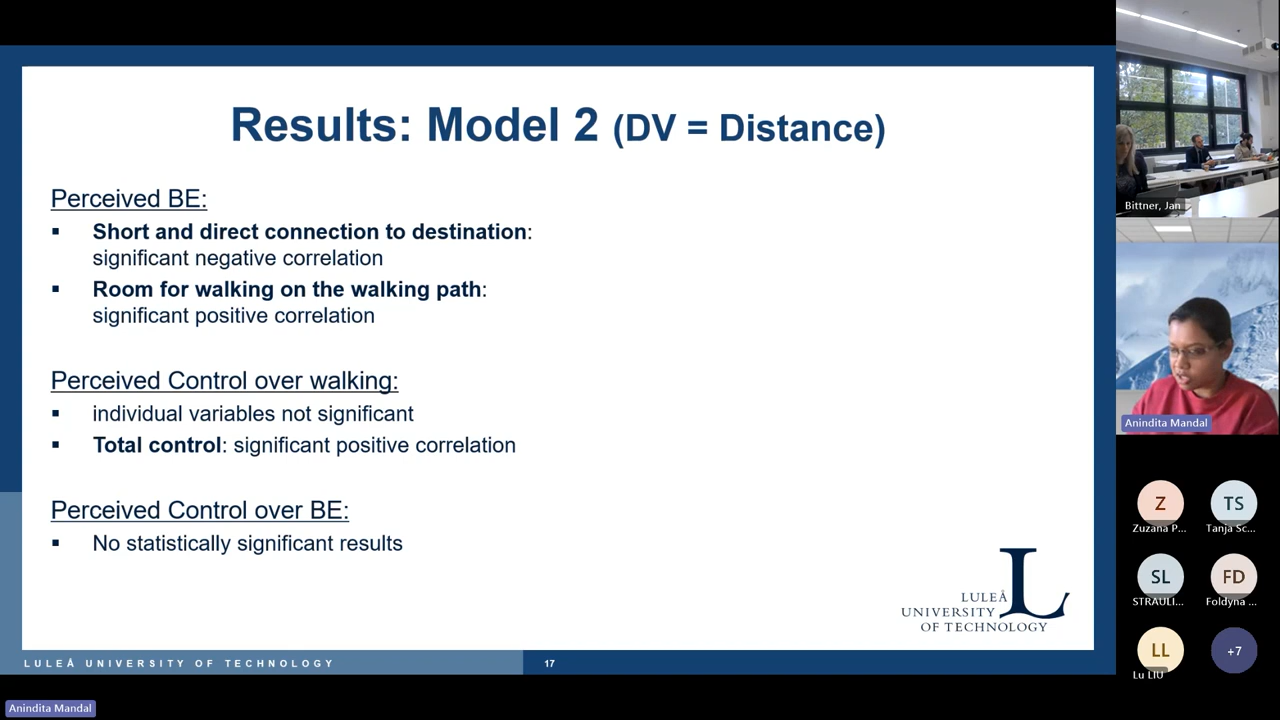 Results: Model 2 (DV = Distance)
Perceived BE:
▪ Short and direct connection to destination:
significant negative correlation
▪ Room for walking on the walking path:
significant positive correlation
Perceived Control over walking:
▪ individual variables not significant
▪ Total control: significant positive correlation
Perceived Control over BE:
▪ No statistically significant results
LULEÅ
UNIVERSITY
OF TECHNOLOGY
L
LULEÅ UNIVERSITY OF TECHNOLOGY
17
Anindita Mandal
Bittner, Jan
Anindita Mandal
Z
Zuzana P...
TS
Tanja Sc...
SL
STRAULI...
FD
Foldyna ...
LL
Lu LIU
+7